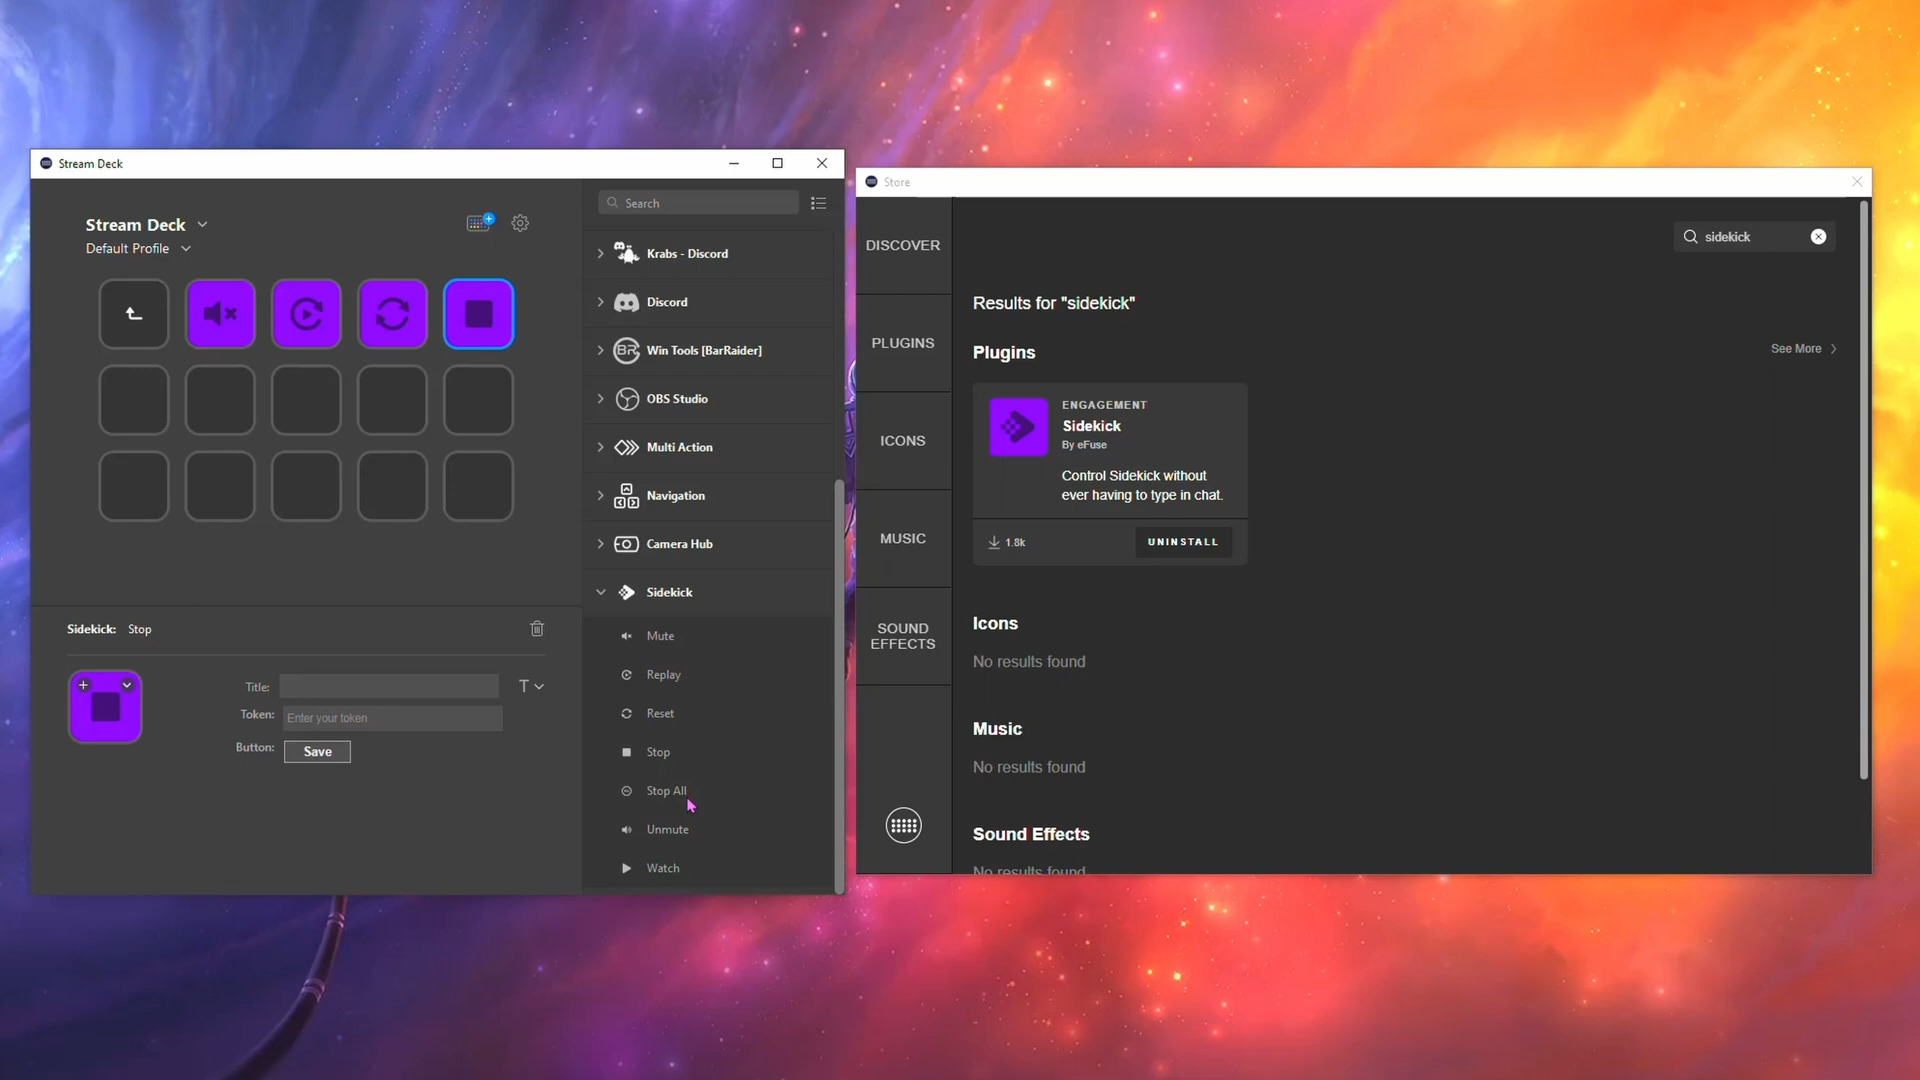 Stream Deck
Stream Deck
Default Profile
Search
Krabs - Discord
Discord
BR Win Tools [BarRaider]
OBS Studio
Multi Action
Navigation
Camera Hub
Sidekick
Mute
Replay
Reset
Stop
Stop All
Unmute
Watch
Sidekick: Stop
Title:
T
Token: Enter your token
Button: Save
Store
DISCOVER
PLUGINS
ICONS
MUSIC
SOUND
EFFECTS
sidekick
Results for "sidekick"
Plugins
See More
ENGAGEMENT
Sidekick
By eFuse
Control Sidekick without
ever having to type in chat.
1.8k
UNINSTALL
Icons
No results found
Music
No results found
Sound Effects
No results found